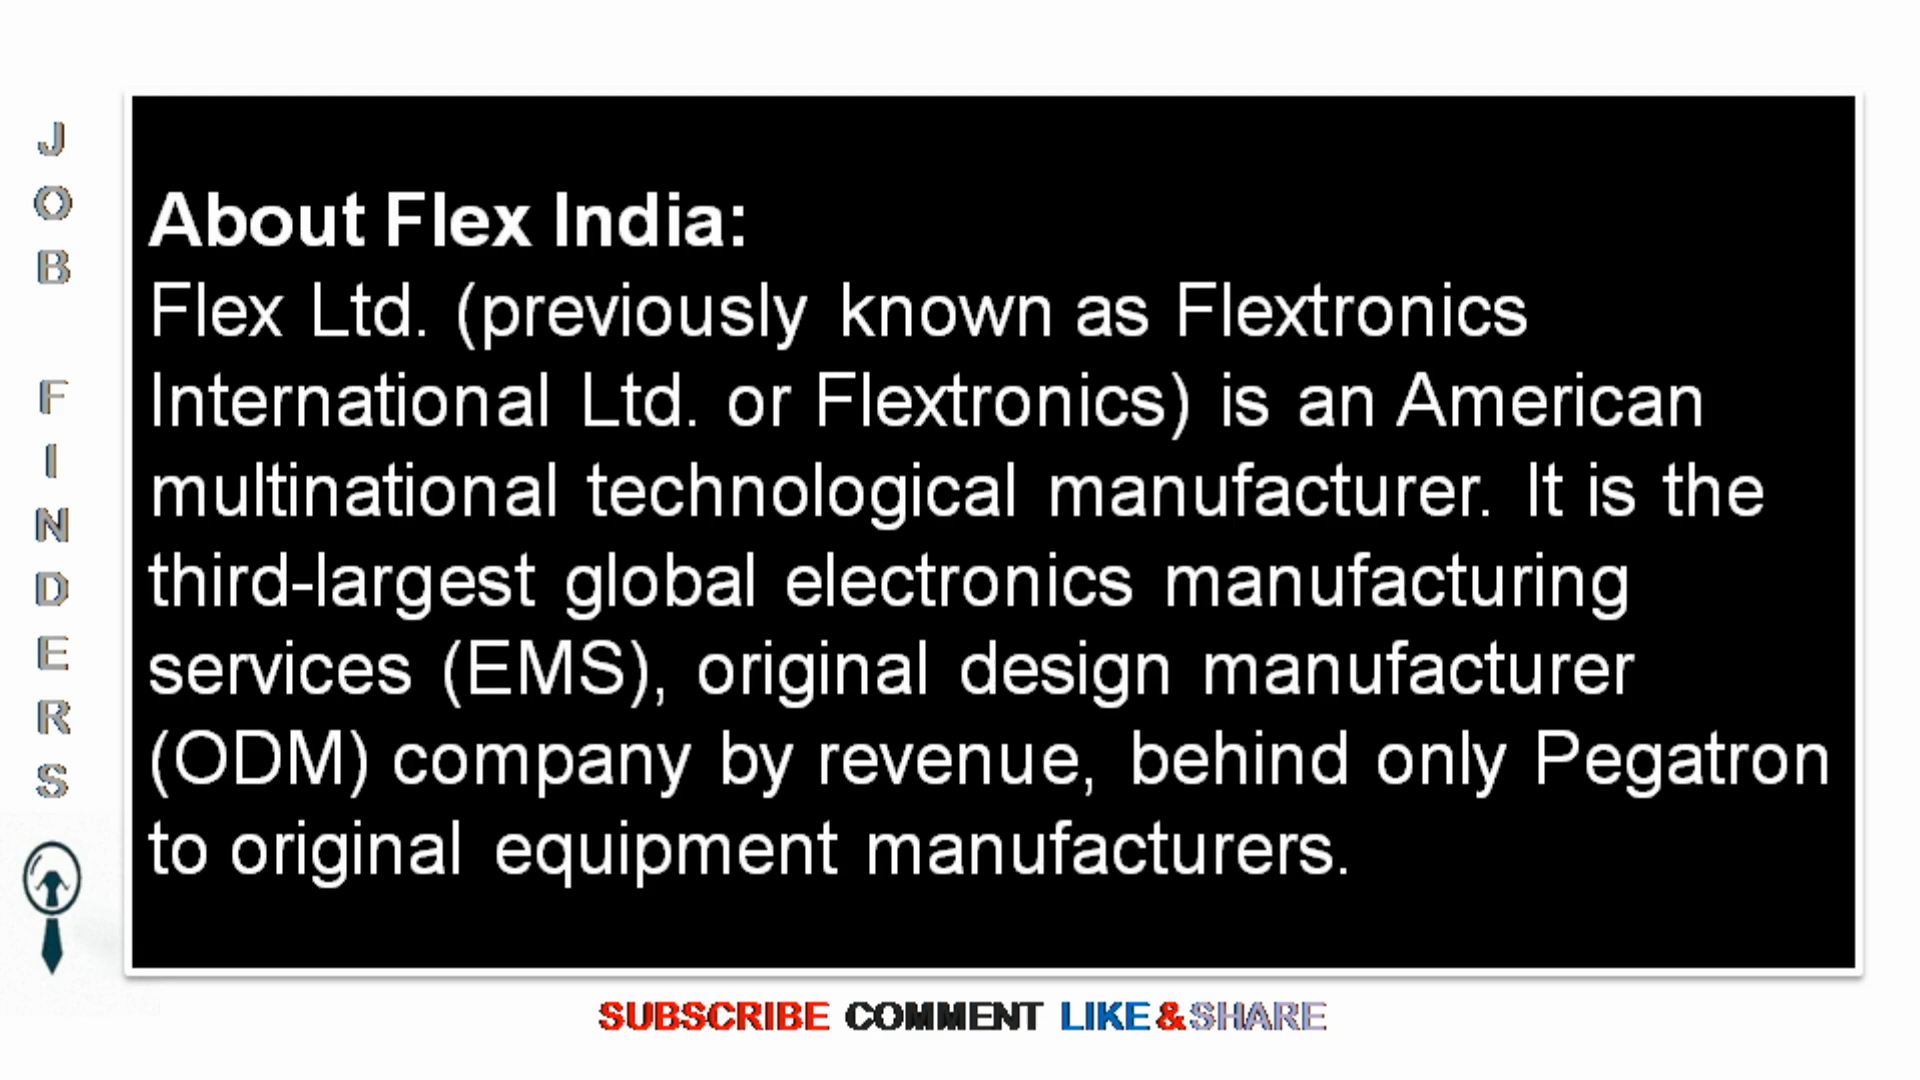 JOB FINDERS
About Flex India:
Flex Ltd. (previously known as Flextronics
International Ltd. or Flextronics) is an American
multinational technological manufacturer. It is the
third-largest global electronics manufacturing
services (EMS), original design manufacturer
(ODM) company by revenue, behind only Pegatron
to original equipment manufacturers.
SUBSCRIBE COMMENT LIKE & SHARE